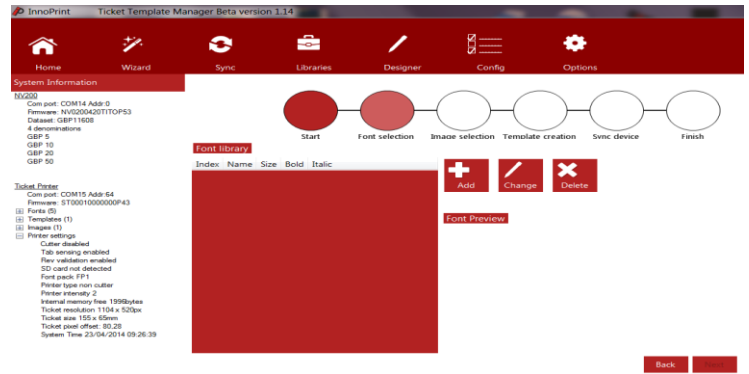 InnoPrint Ticket Template Manager Beta version 1.14
Home Wizard Sync Libraries Designer Config Options
System Information
NV200
Com port: COM14 Addr:0
Firmware: NV0200420TITOP53
Dataset: GBP11608
4 denominations
GBP 5
GBP 10
GBP 20
GBP 50
Ticket Printer
Com port: COM15 Addr:64
Firmware: ST00010000000P43
Fonts (5)
Templates (1)
Images (1)
Printer settings
Cutter disabled
Tab sensing enabled
Rev validation enabled
SD card not detected
Font pack FP1
Printer type non cutter
Printer intensity 2
Internal memory free 1996bytes
Ticket resolution 1104 x 520px
Ticket size 155 x 65mm
Ticket pixel offset: 80,28
System Time 23/04/2014 09:26:39
Start Font selection Image selection Template creation Sync device Finish
Font library
Index Name Size Bold Italic
Add Change Delete
Font Preview
Back Next